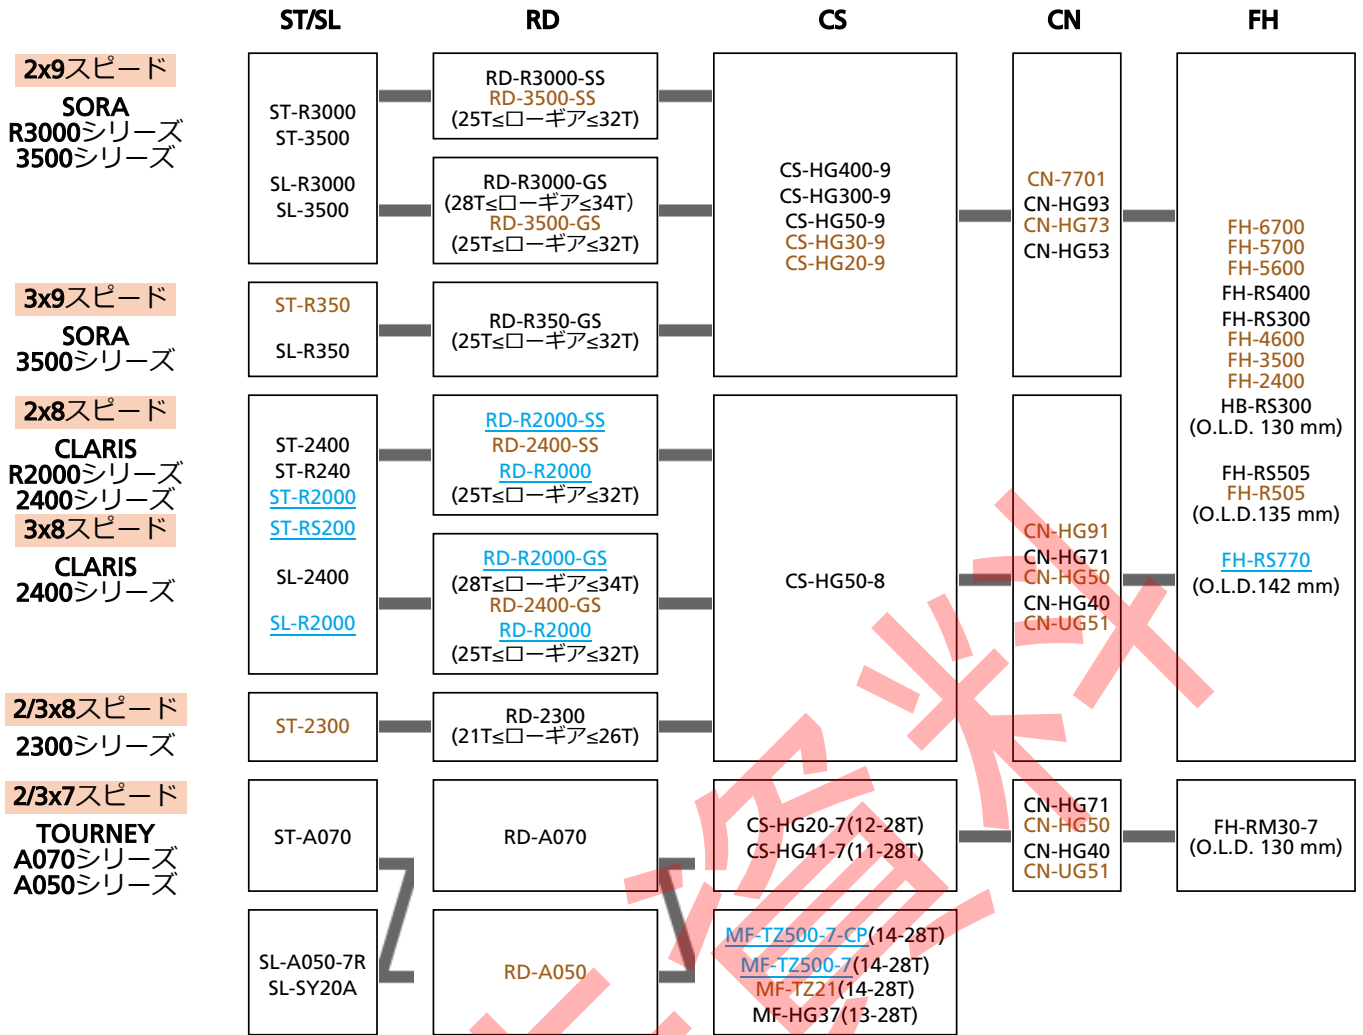 ST/SL
RD
CS
CN
FH
2x9スピード
SORA
R3000シリーズ
3500シリーズ
ST-R3000
ST-3500
SL-R3000
SL-3500
RD-R3000-SS
RD-3500-SS
(25T≤ローギア≤32T)
RD-R3000-GS
(28T≤ローギア≤34T)
RD-3500-GS
(25T≤ローギア≤32T)
CS-HG400-9
CS-HG300-9
CS-HG50-9
CS-HG30-9
CS-HG20-9
CN-7701
CN-HG93
CN-HG73
CN-HG53
FH-6700
FH-5700
FH-5600
FH-RS400
FH-RS300
FH-4600
FH-3500
FH-2400
HB-RS300
(O.L.D. 130 mm)
FH-RS505
FH-R505
(O.L.D.135 mm)
FH-RS770
(O.L.D.142 mm)
3x9スピード
SORA
3500シリーズ
ST-R350
SL-R350
RD-R350-GS
(25T≤ローギア≤32T)
2x8スピード
CLARIS
R2000シリーズ
2400シリーズ
3x8スピード
CLARIS
2400シリーズ
ST-2400
ST-R240
ST-R2000
ST-RS200
SL-2400
SL-R2000
RD-R2000-SS
RD-2400-SS
RD-R2000
(25T≤ローギア≤32T)
RD-R2000-GS
(28T≤ローギア≤34T)
RD-2400-GS
RD-R2000
(25T≤ローギア≤32T)
CS-HG50-8
CN-HG91
CN-HG71
CN-HG50
CN-HG40
CN-UG51
2/3x8スピード
2300シリーズ
ST-2300
RD-2300
(21T≤ローギア≤26T)
2/3x7スピード
TOURNEY
A070シリーズ
A050シリーズ
ST-A070
RD-A070
CS-HG20-7(12-28T)
CS-HG41-7(11-28T)
CN-HG71
CN-HG50
CN-HG40
CN-UG51
FH-RM30-7
(O.L.D. 130 mm)
SL-A050-7R
SL-SY20A
RD-A050
MF-TZ500-7-CP(14-28T)
MF-TZ500-7(14-28T)
MF-TZ21(14-28T)
MF-HG37(13-28T)
資料